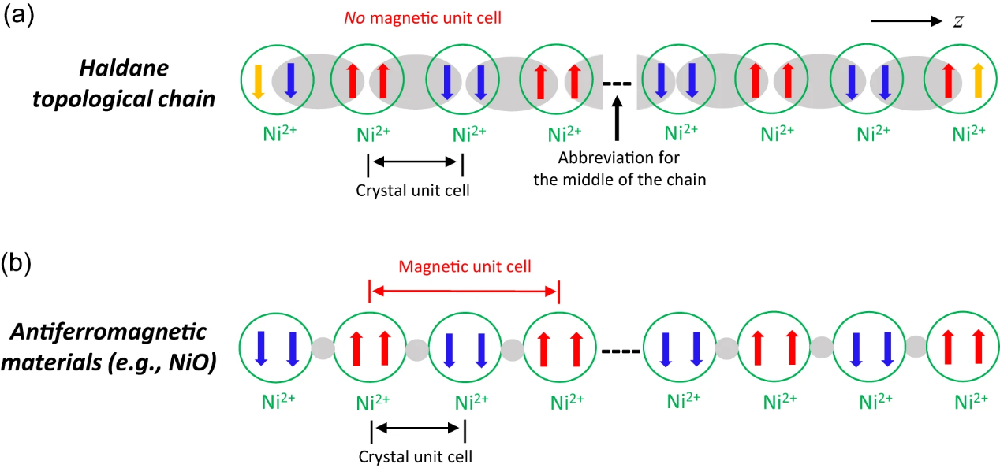 (a)
No magnetic unit cell
z
Haldane
topological chain
Ni2+ Ni2+ Ni2+ Ni2+ Ni2+ Ni2+ Ni2+ Ni2+
Abbreviation for
the middle of the chain
Crystal unit cell
(b)
Magnetic unit cell
Antiferromagnetic
materials (e.g., NiO)
Ni2+ Ni2+ Ni2+ Ni2+ Ni2+ Ni2+ Ni2+ Ni2+
Crystal unit cell